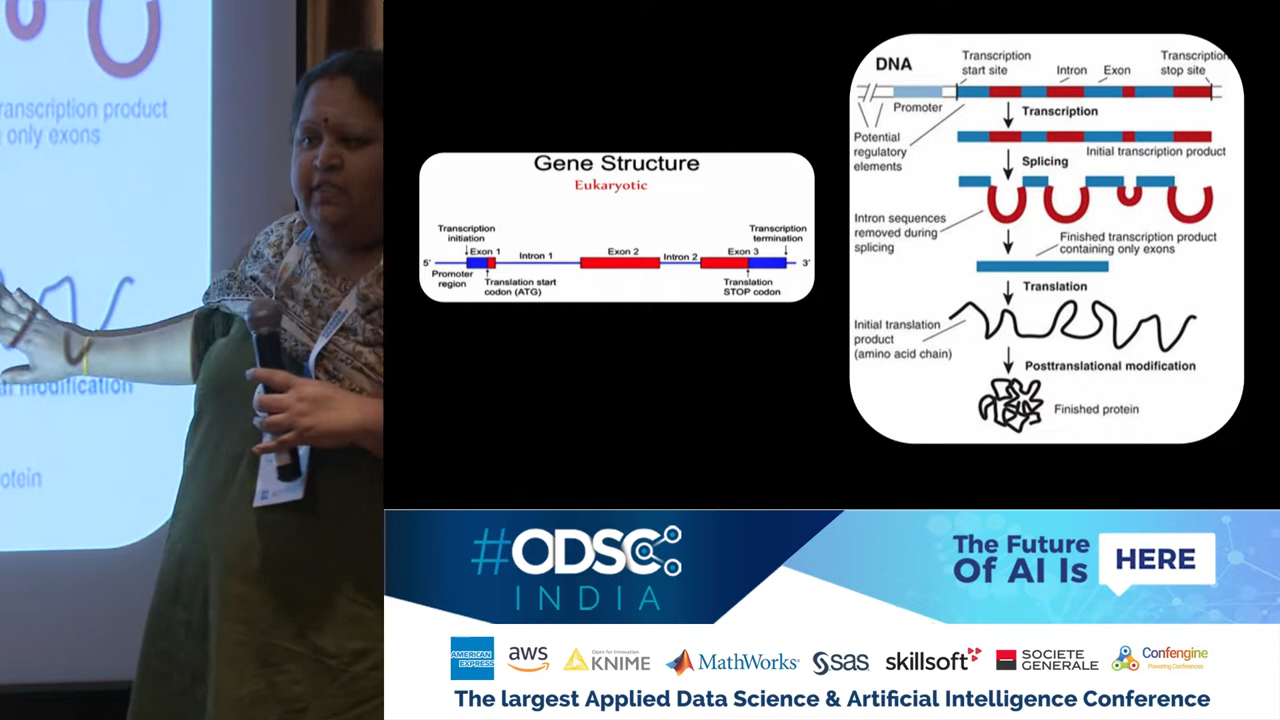 ranscription product
only exons
al modification
otein
Gene Structure
Eukaryotic
Transcription
initiation
Transcription
termination
Exon 1
Intron 1
Exon 2
Intron 2
Exon 3
5'
3'
Promoter
region
Translation start
codon (ATG)
Translation
STOP codon
DNA
Transcription
start site
Intron
Exon
Transcription
stop site
Promoter
Transcription
Potential
regulatory
elements
Initial transcription product
Splicing
Intron sequences
removed during
splicing
Finished transcription product
containing only exons
Translation
Initial translation
product
(amino acid chain)
Posttranslational modification
Finished protein
#ODSC
INDIA
The Future
Of AI Is
HERE
AMERICAN
EXPRESS
aws
Open for Innovation
KNIME
MathWorks®
sas
skillsoft
SOCIETE
GENERALE
Confengine
Powering Conferences
The largest Applied Data Science & Artificial Intelligence Conference